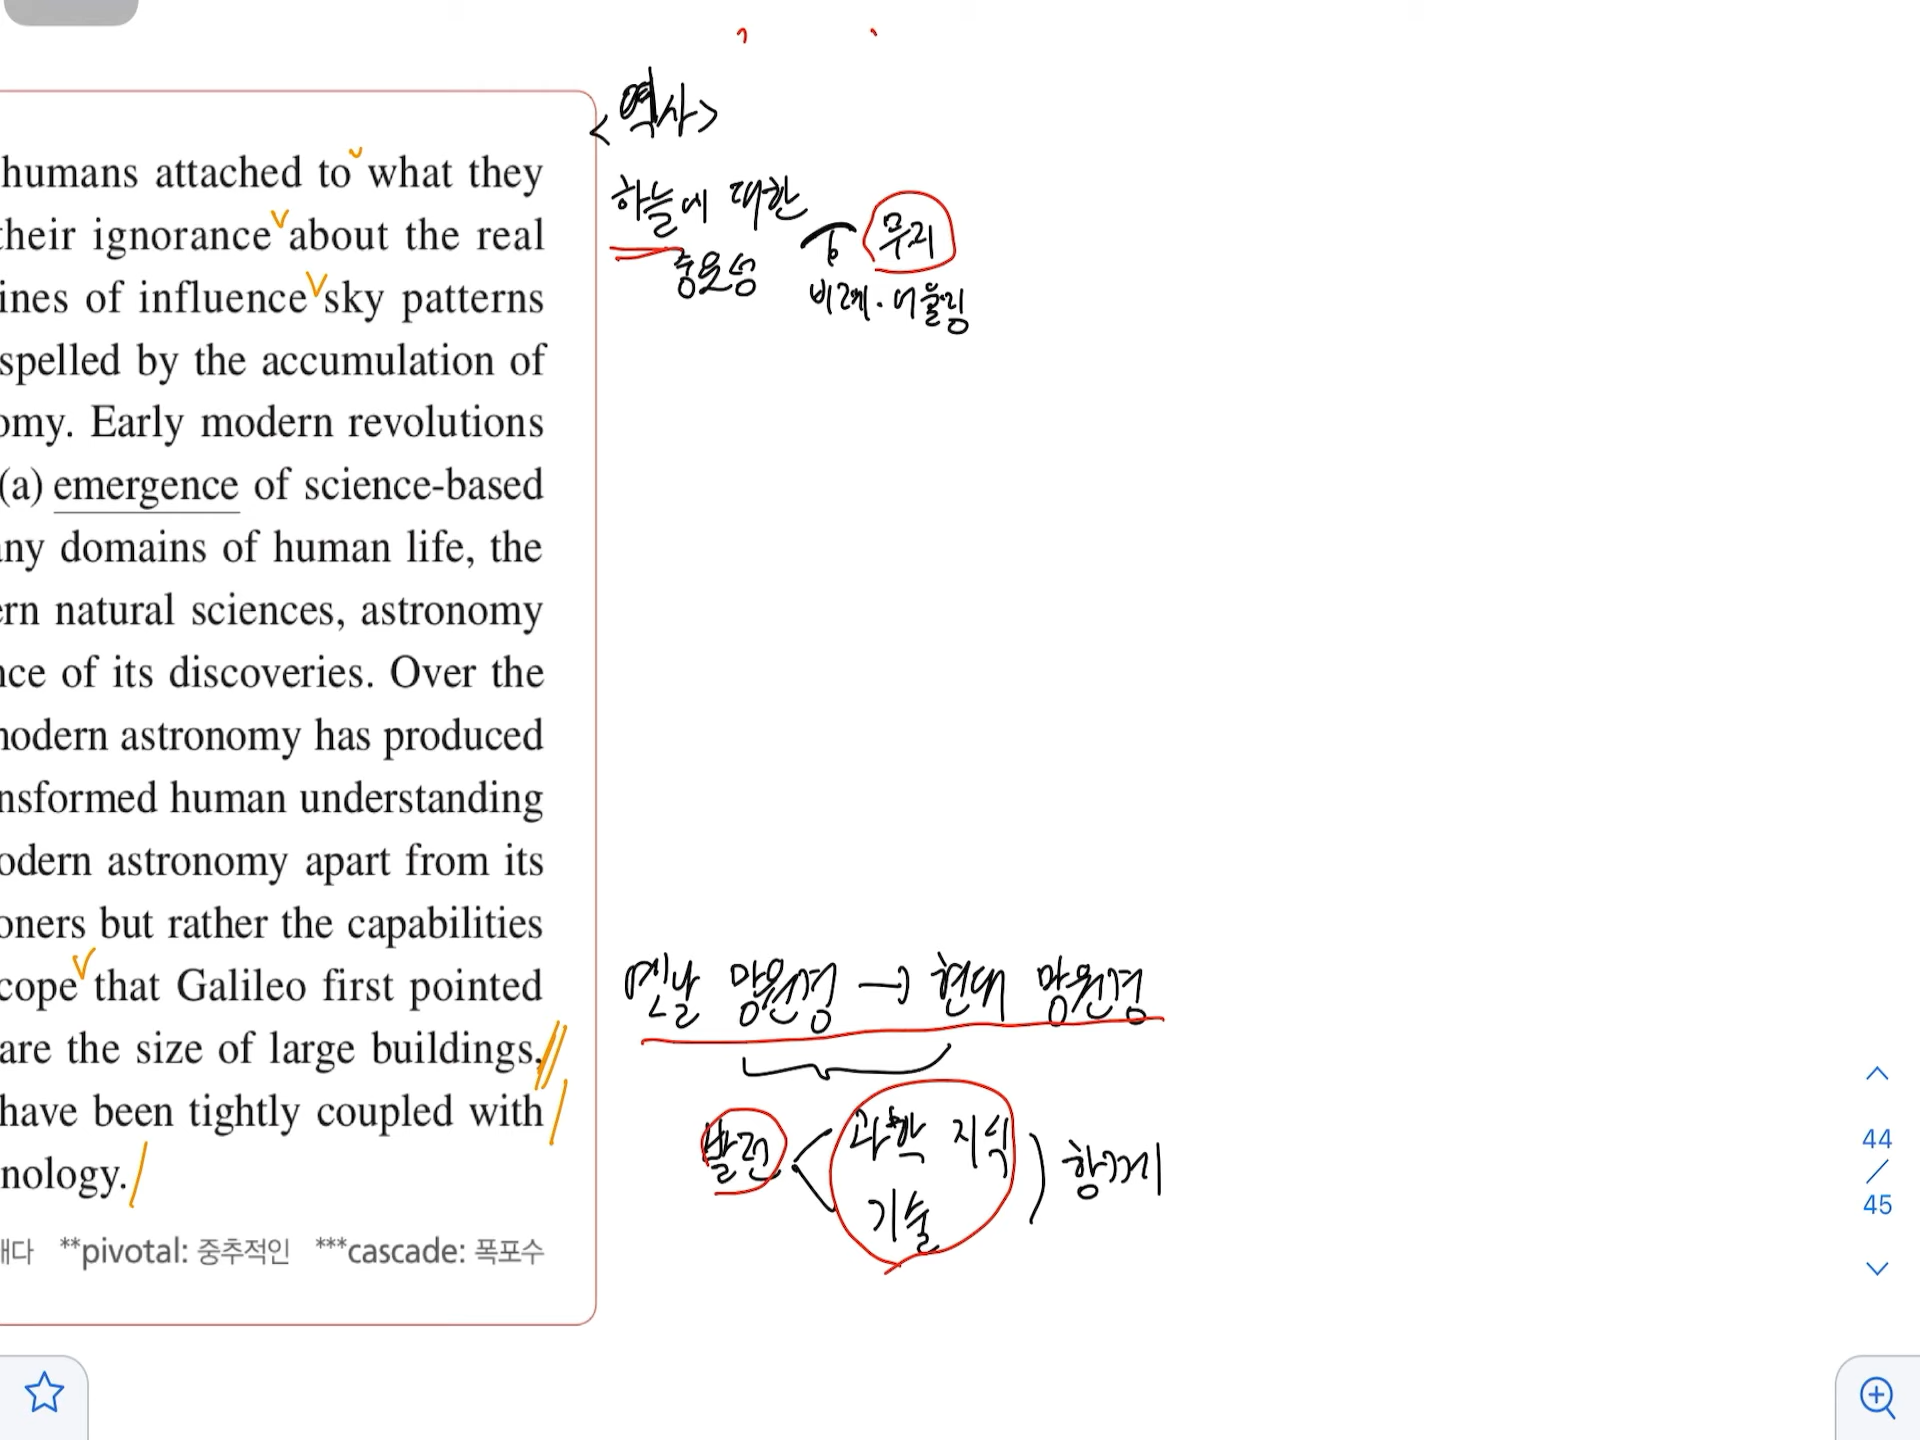 <역사>
humans attached to what they
하늘에 대한
중요성
무리
비례·어울림
their ignorance about the real
ines of influence sky patterns
spelled by the accumulation of
omy. Early modern revolutions
(a) emergence of science-based
any domains of human life, the
ern natural sciences, astronomy
nce of its discoveries. Over the
modern astronomy has produced
nsformed human understanding
odern astronomy apart from its
oners but rather the capabilities
cope that Galileo first pointed
are the size of large buildings,
have been tightly coupled with
nology.
옛날 망원경 → 현대 망원경
발전 < 과학 지식
기술 ) 함께
해다 **pivotal: 중추적인 ***cascade: 폭포수
44
/
45